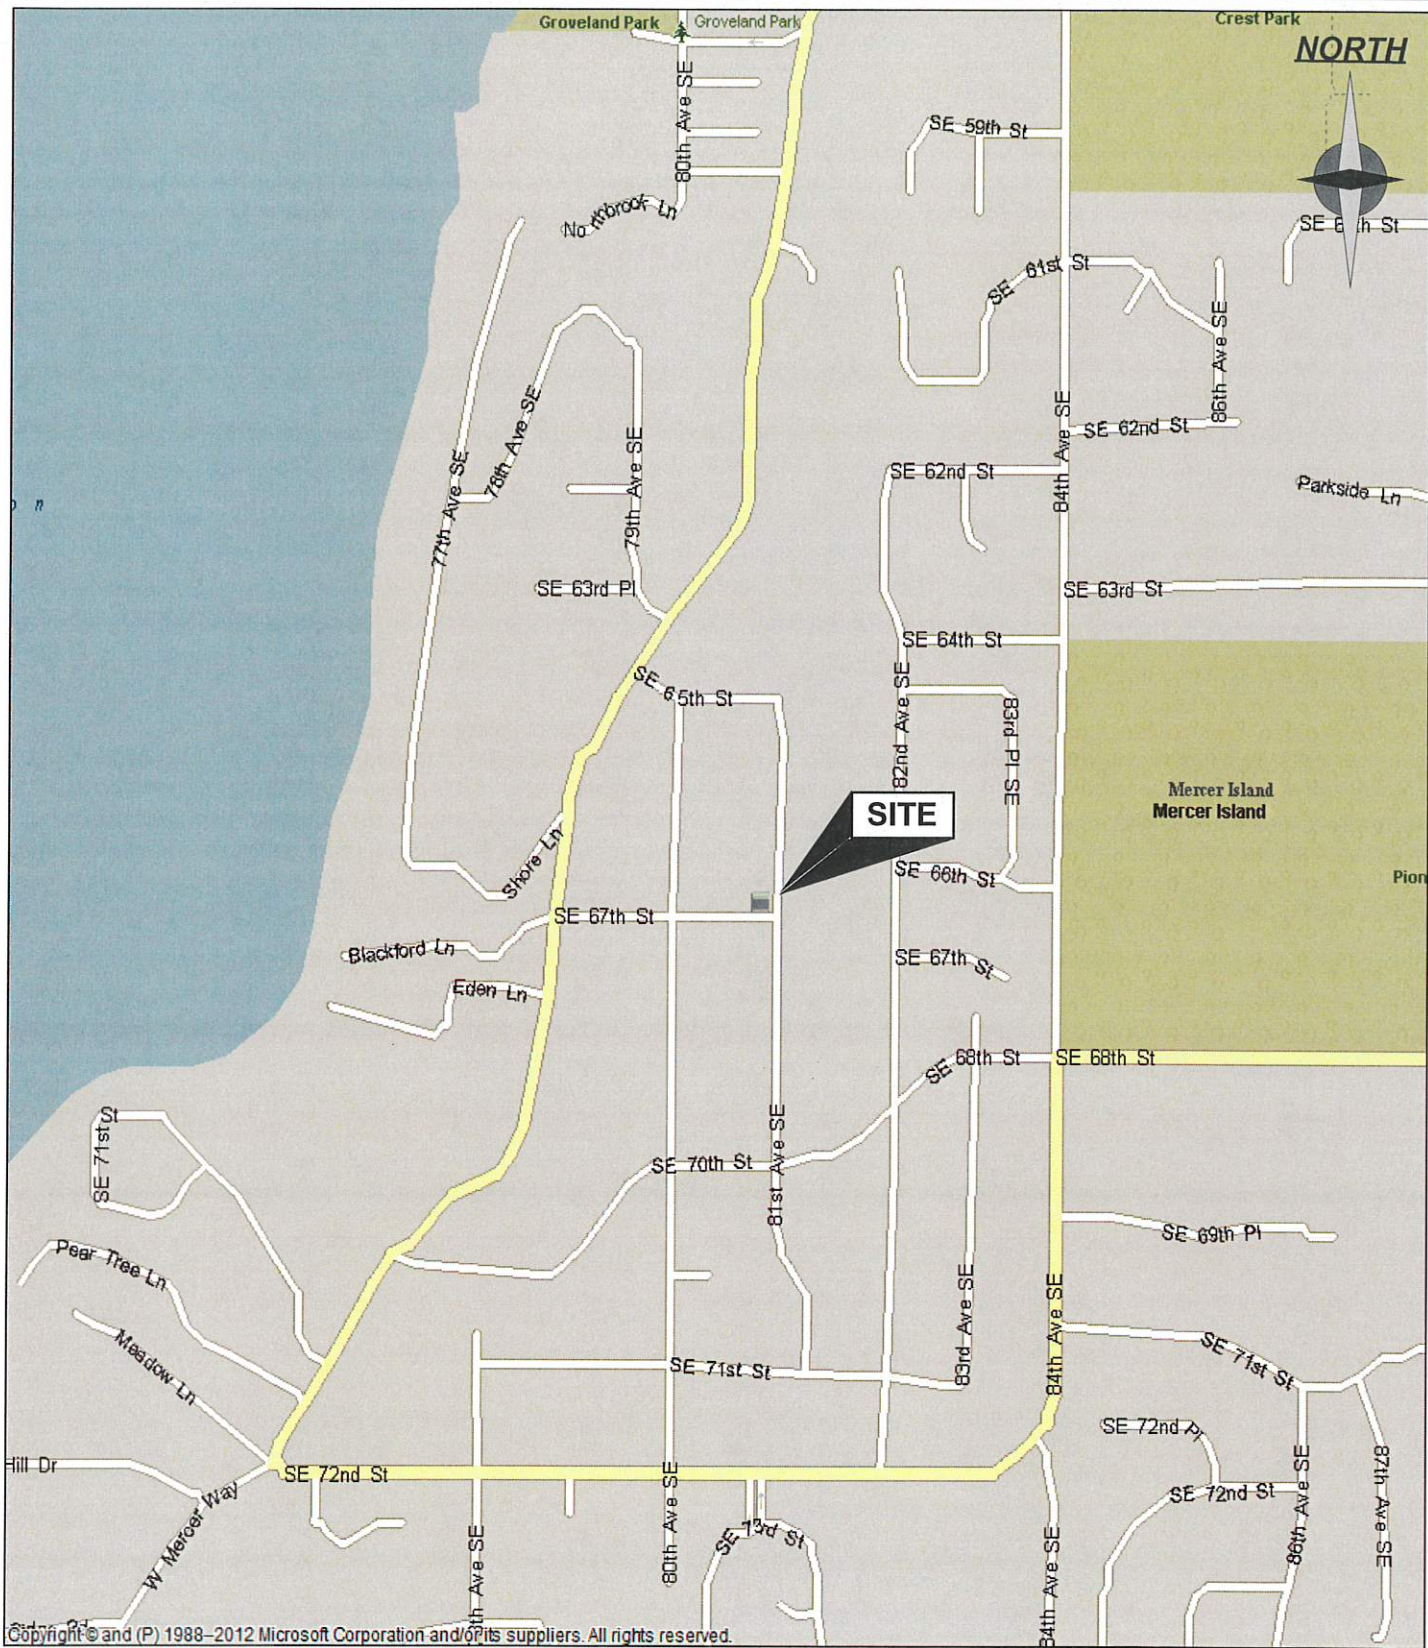 Groveland Park
Groveland Park
Crest Park
NORTH
80th Ave SE
SE 59th St
Northbrook Ln
SE 61st St
86th Ave SE
77th Ave SE
78th Ave SE
79th Ave SE
84th Ave SE
SE 62nd St
SE 62nd St
Parkside Ln
o n
SE 63rd Pl
SE 63rd St
SE 64th St
SE 65th St
82nd Ave SE
83rd Pl SE
Mercer Island
Mercer Island
SITE
Shore Ln
SE 66th St
Pion
SE 67th St
Blackford Ln
SE 67th St
Eden Ln
SE 68th St
SE 68th St
SE 71st St
SE 70th St
81st Ave SE
SE 69th Pl
Pear Tree Ln
83rd Ave SE
84th Ave SE
Meadow Ln
SE 71st St
SE 71st St
SE 72nd Pl
Hill Dr
SE 72nd St
W Mercer Way
80th Ave SE
SE 73rd St
SE 72nd St
86th Ave SE
87th Ave SE
th Ave SE
84th Ave SE
Copyright © and (P) 1988–2012 Microsoft Corporation and/or its suppliers. All rights reserved.